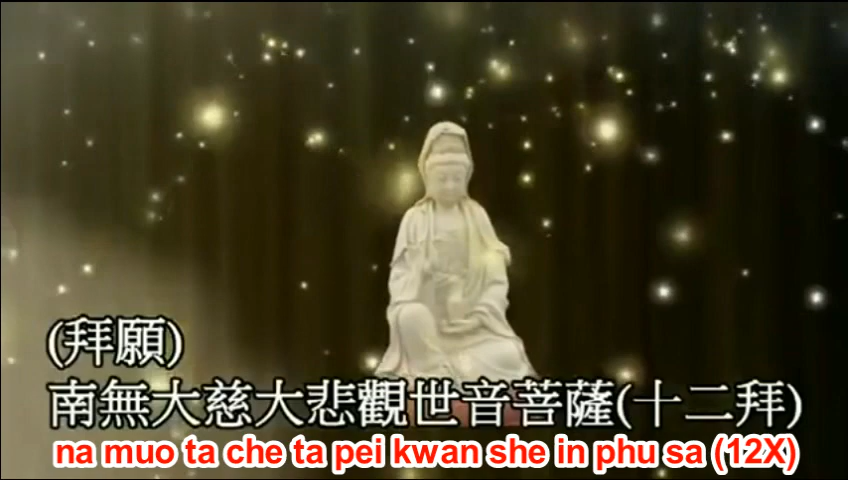 (拜願)
南無大慈大悲觀世音菩薩(十二拜)
na muo ta che ta pei kwan she in phu sa (12X)